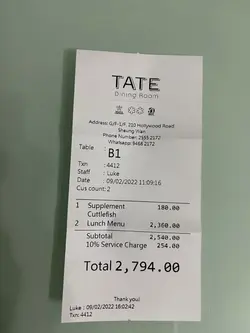 TATE
Dining Room
Address: G/F-1/F, 210 Hollywood Road
Sheung Wan
Phone Number: 2555 2172
Whatsapp 9468 2172
Table : B1
Txn : 4412
Staff : Luke
Date : 09/02/2022 11:09:16
Cus count: 2
1 Supplement 180.00
Cuttlefish
2 Lunch Menu 2,360.00
Subtotal 2,540.00
10% Service Charge 254.00
Total 2,794.00
Thank you!
Luke : 09/02/2022 16:02:42
Txn: 4412